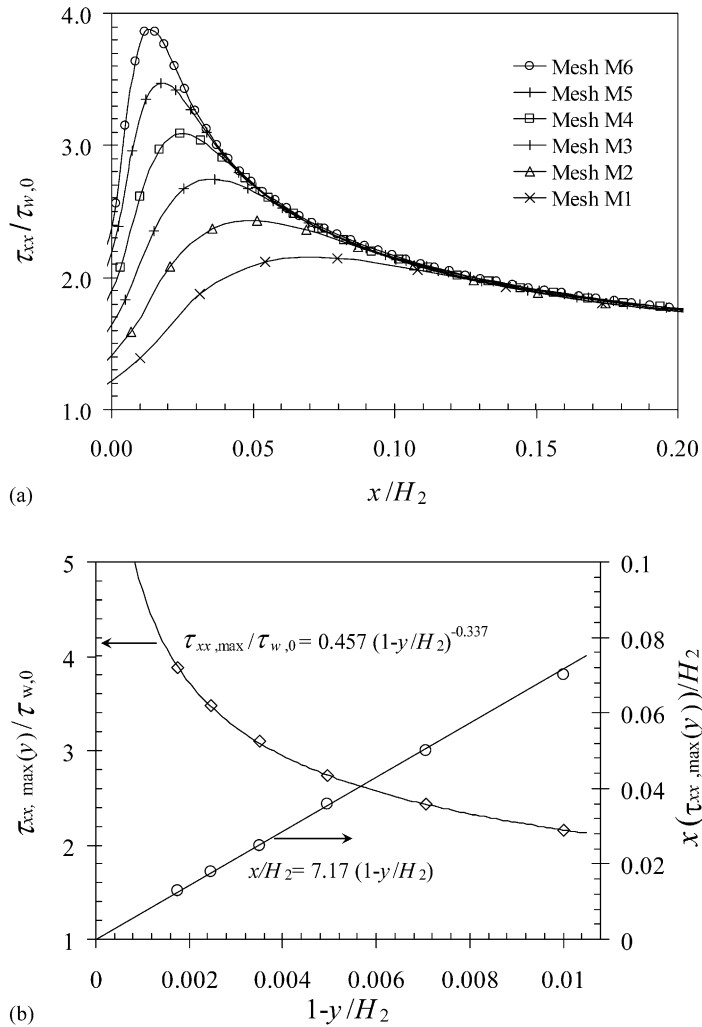 4.0
3.0
2.0
1.0
τxx/τw,0
Mesh M6
Mesh M5
Mesh M4
Mesh M3
Mesh M2
Mesh M1
0.00 0.05 0.10 0.15 0.20
x/H2
(a)
5
4
3
2
1
τxx, max(y)/τw,0
τxx,max/τw,0 = 0.457 (1-y/H2)^-0.337
x/H2= 7.17 (1-y/H2)
0.1
0.08
0.06
0.04
0.02
0
x(τxx,max(y))/H2
0 0.002 0.004 0.006 0.008 0.01
1-y/H2
(b)